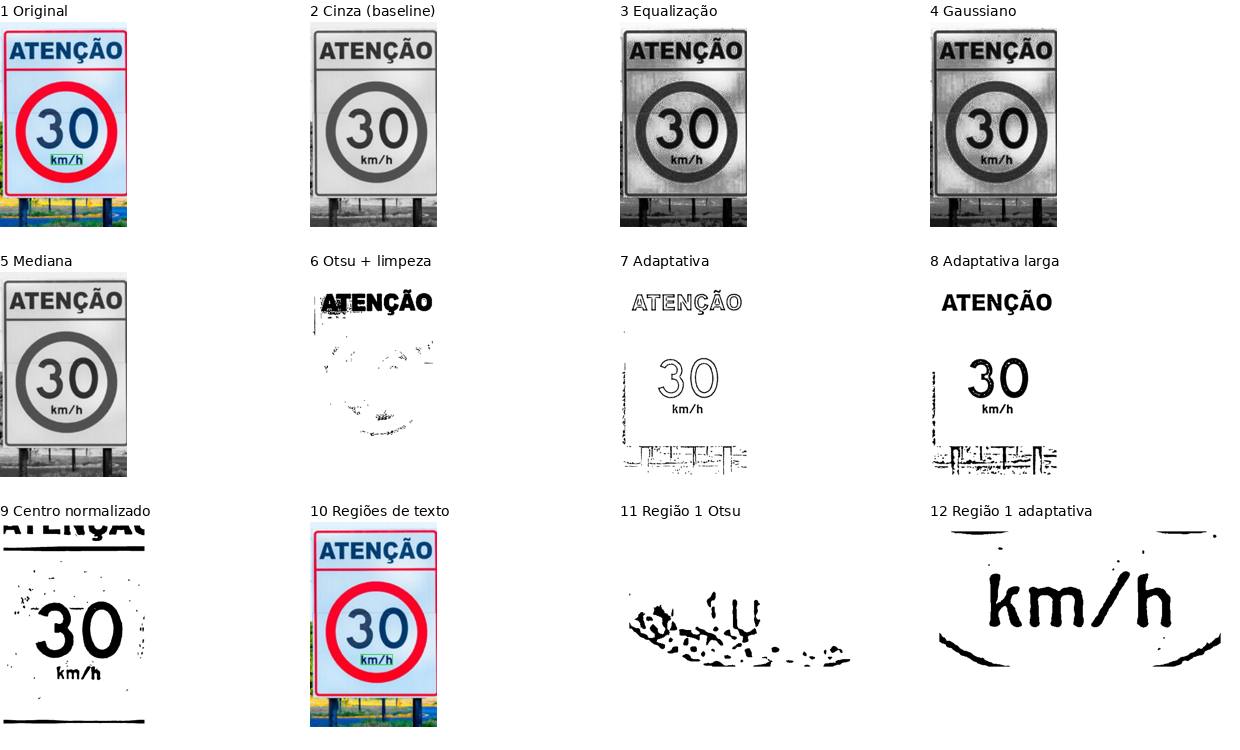 1 Original
ATENÇÃO
30
km/h
2 Cinza (baseline)
ATENÇÃO
30
km/h
3 Equalização
ATENÇÃO
30
km/h
4 Gaussiano
ATENÇÃO
30
km/h
5 Mediana
ATENÇÃO
30
km/h
6 Otsu + limpeza
ATENÇÃO
7 Adaptativa
ATENÇÃO
30
km/h
8 Adaptativa larga
ATENÇÃO
30
km/h
9 Centro normalizado
ATENÇÃO
30
km/h
10 Regiões de texto
ATENÇÃO
30
km/h
11 Região 1 Otsu
12 Região 1 adaptativa
km/h